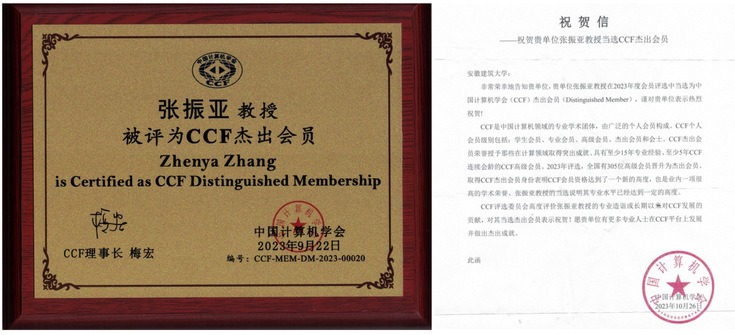 中国计算机学会
CCF
张振亚 教授
被评为CCF杰出会员
Zhenya Zhang
is Certified as CCF Distinguished Membership
CCF理事长 梅宏
中国计算机学会
2023年9月22日
编号：CCF-MEM-DM-2023-00020
祝 贺 信
——祝贺贵单位张振亚教授当选CCF杰出会员
安徽建筑大学：
非常荣幸地告知贵单位，贵单位张振亚教授在2023年度会员评选中当选为
中国计算机学会（CCF）杰出会员（Distinguished Member），谨对贵单位表示热烈
祝贺！
CCF是中国计算机领域的专业学术团体，由广泛的个人会员构成。CCF个人
会员级别包括：学生会员、专业会员、高级会员、杰出会员和会士。CCF杰出会
员荣誉授予那些在计算领域取得突出成就、具有至少15年专业经验、至少5年CCF
连续会龄的CCF高级会员。2023年评选，全国有305位高级会员晋升为杰出会员。
取得CCF杰出会员身份表明CCF会员资格达到了一个新的高度，也是业内一项很
高的学术荣誉。张振亚教授的当选说明其专业水平已经达到一定的高度。
CCF评选委员会高度评价张振亚教授的专业造诣或长期以来对CCF发展的
贡献，对其当选杰出会员表示祝贺！愿贵单位有更多专业人士在CCF平台上发展
并做出杰出成就。
此函
中国计算机学会
2023年10月26日